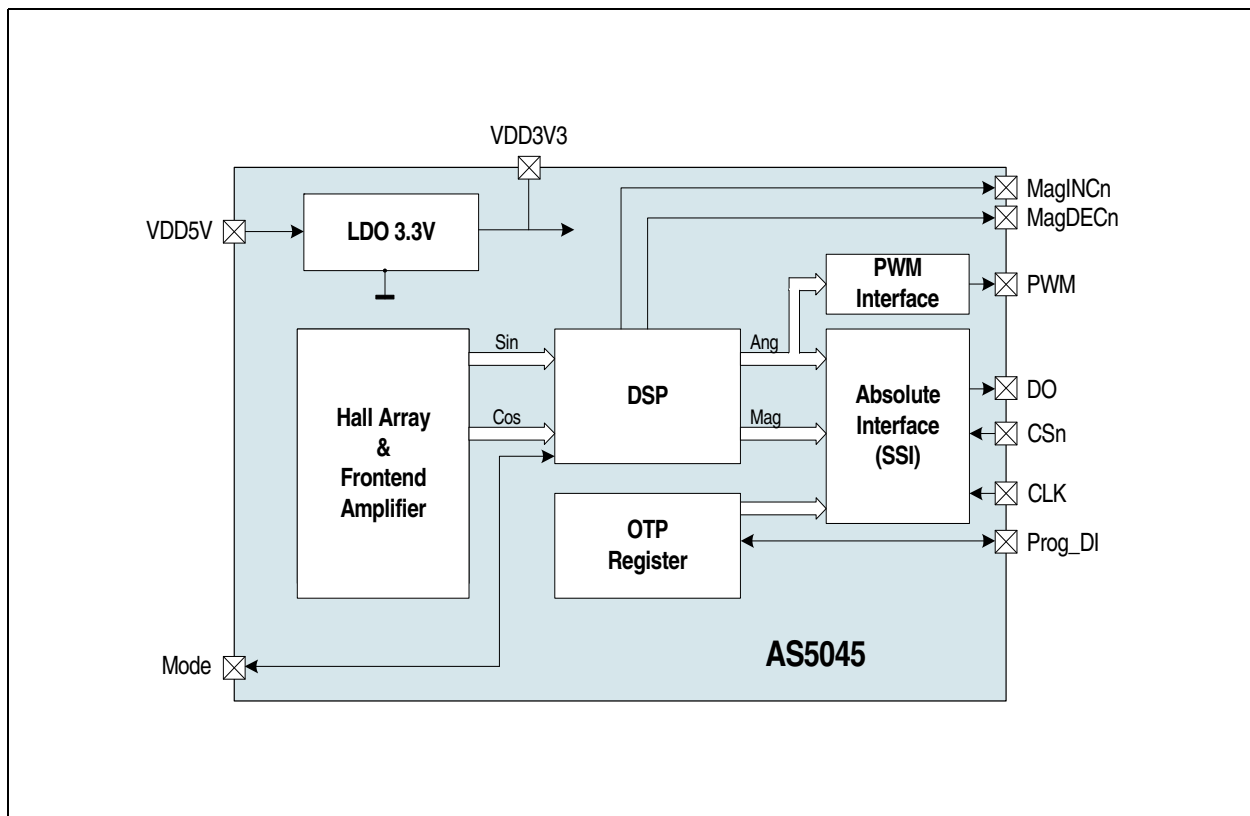 VDD3V3
VDD5V
LDO 3.3V
MagINCn
MagDECn
PWM
Interface
PWM
Sin
Cos
Hall Array
&
Frontend
Amplifier
DSP
Ang
Mag
Absolute
Interface
(SSI)
DO
CSn
CLK
OTP
Register
Prog_DI
Mode
AS5045